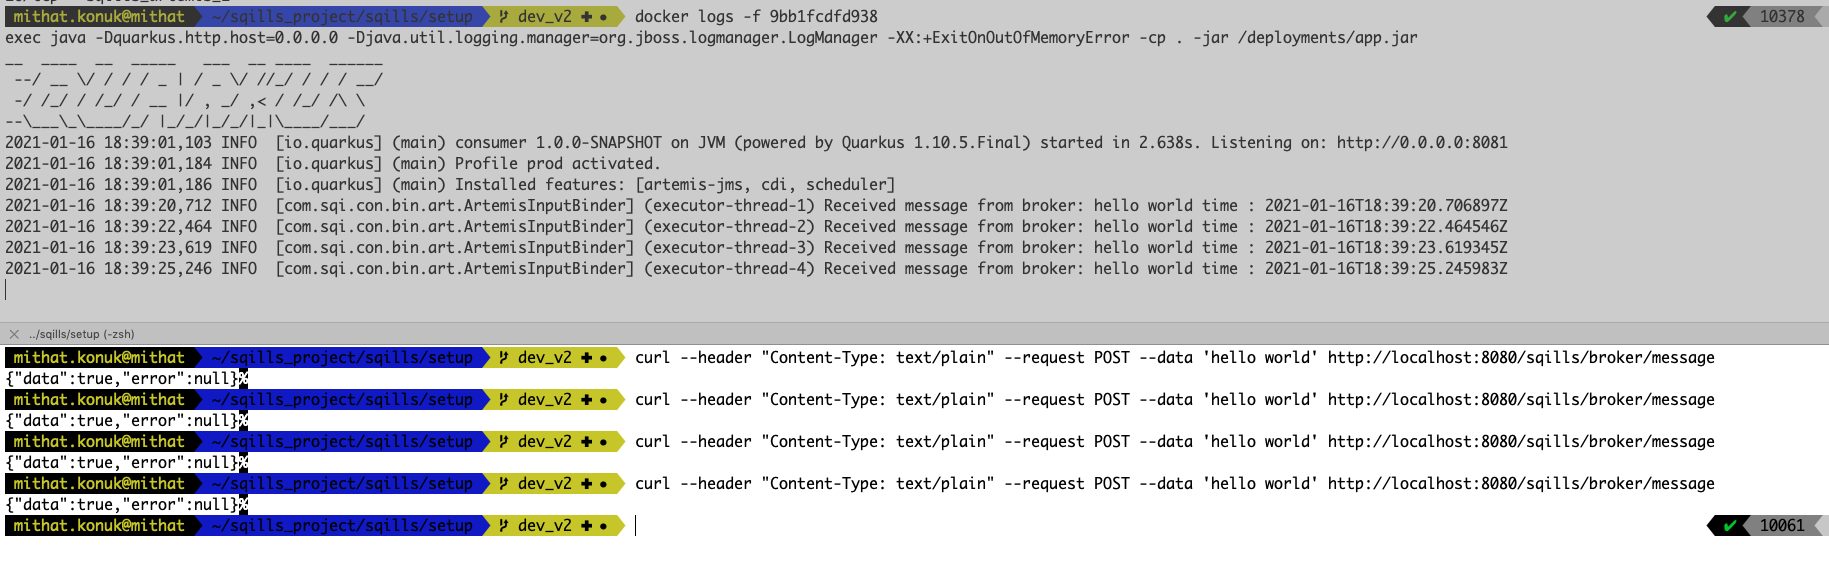 mithat.konuk@mithat ~/sqills_project/sqills/setup dev_v2 ✚ ● docker logs -f 9bb1fcdfd938 ✔ 10378
exec java -Dquarkus.http.host=0.0.0.0 -Djava.util.logging.manager=org.jboss.logmanager.LogManager -XX:+ExitOnOutOfMemoryError -cp . -jar /deployments/app.jar
__  ____  __  _____   ___  __ ____  ______
 --/ __ \/ / / / _ | / _ \/ //_/ / / / __/
 -/ /_/ / /_/ / __ |/ , _/ ,< / /_/ /\ \
--\___\_\____/_/ |_/_/|_/_/|_|\____/___/
2021-01-16 18:39:01,103 INFO  [io.quarkus] (main) consumer 1.0.0-SNAPSHOT on JVM (powered by Quarkus 1.10.5.Final) started in 2.638s. Listening on: http://0.0.0.0:8081
2021-01-16 18:39:01,184 INFO  [io.quarkus] (main) Profile prod activated.
2021-01-16 18:39:01,186 INFO  [io.quarkus] (main) Installed features: [artemis-jms, cdi, scheduler]
2021-01-16 18:39:20,712 INFO  [com.sqi.con.bin.art.ArtemisInputBinder] (executor-thread-1) Received message from broker: hello world time : 2021-01-16T18:39:20.706897Z
2021-01-16 18:39:22,464 INFO  [com.sqi.con.bin.art.ArtemisInputBinder] (executor-thread-2) Received message from broker: hello world time : 2021-01-16T18:39:22.464546Z
2021-01-16 18:39:23,619 INFO  [com.sqi.con.bin.art.ArtemisInputBinder] (executor-thread-3) Received message from broker: hello world time : 2021-01-16T18:39:23.619345Z
2021-01-16 18:39:25,246 INFO  [com.sqi.con.bin.art.ArtemisInputBinder] (executor-thread-4) Received message from broker: hello world time : 2021-01-16T18:39:25.245983Z
../sqills/setup (-zsh)
mithat.konuk@mithat ~/sqills_project/sqills/setup dev_v2 ✚ ● curl --header "Content-Type: text/plain" --request POST --data 'hello world' http://localhost:8080/sqills/broker/message
{"data":true,"error":null}%
mithat.konuk@mithat ~/sqills_project/sqills/setup dev_v2 ✚ ● curl --header "Content-Type: text/plain" --request POST --data 'hello world' http://localhost:8080/sqills/broker/message
{"data":true,"error":null}%
mithat.konuk@mithat ~/sqills_project/sqills/setup dev_v2 ✚ ● curl --header "Content-Type: text/plain" --request POST --data 'hello world' http://localhost:8080/sqills/broker/message
{"data":true,"error":null}%
mithat.konuk@mithat ~/sqills_project/sqills/setup dev_v2 ✚ ● curl --header "Content-Type: text/plain" --request POST --data 'hello world' http://localhost:8080/sqills/broker/message
{"data":true,"error":null}%
mithat.konuk@mithat ~/sqills_project/sqills/setup dev_v2 ✚ ● ✔ 10061